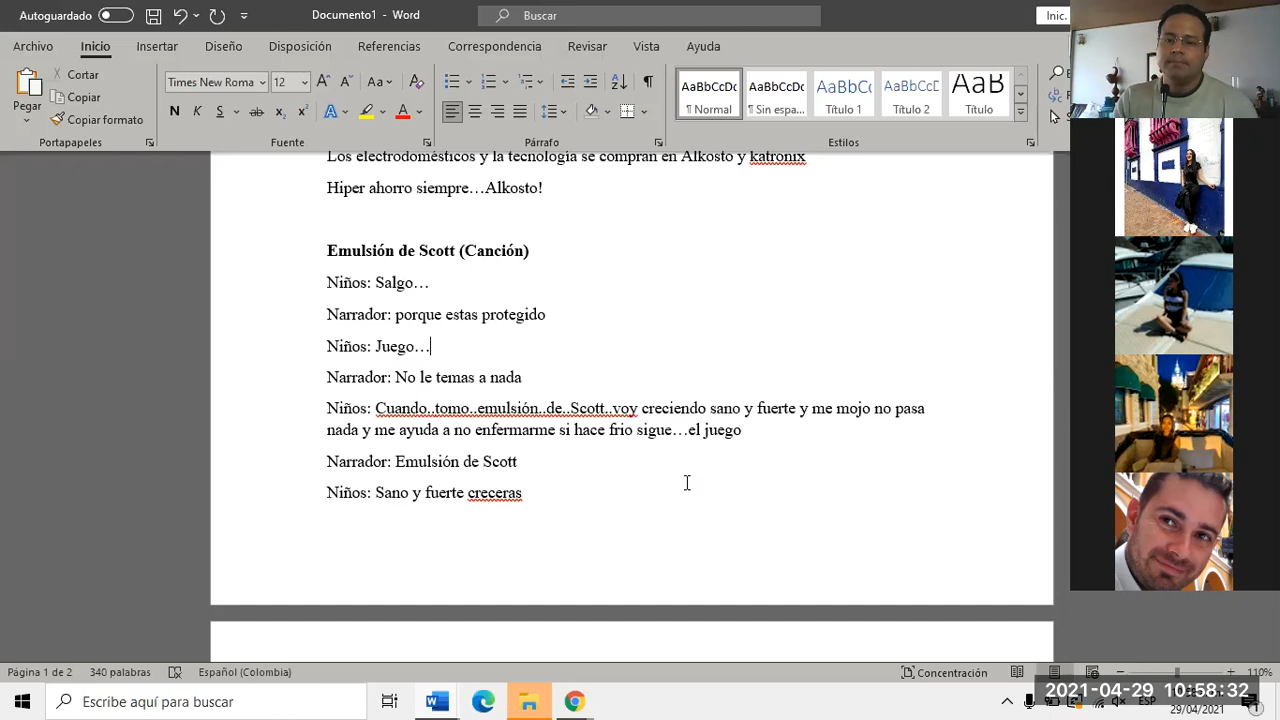 Autoguardado
Documento1 - Word
Buscar
Inic.
Archivo Inicio Insertar Diseño Disposición Referencias Correspondencia Revisar Vista Ayuda
Pegar
Cortar
Copiar
Copiar formato
Portapapeles
Times New Roma
12
N K S ab
Fuente
Párrafo
AaBbCcDc
¶ Normal
AaBbCcDc
¶ Sin espa...
AaBbCc
Título 1
AaBbCcD
Título 2
AaB
Título
Estilos
Los electrodomésticos y la tecnología se compran en Alkosto y katronix
Hiper ahorro siempre…Alkosto!
Emulsión de Scott (Canción)
Niños: Salgo…
Narrador: porque estas protegido
Niños: Juego…
Narrador: No le temas a nada
Niños: Cuando..tomo..emulsión..de..Scott..voy creciendo sano y fuerte y me mojo no pasa
nada y me ayuda a no enfermarme si hace frio sigue…el juego
Narrador: Emulsión de Scott
Niños: Sano y fuerte creceras
Página 1 de 2 340 palabras Español (Colombia) Concentración 110%
Escribe aquí para buscar
ESP
2021-04-29 10:58:32
29/04/2021